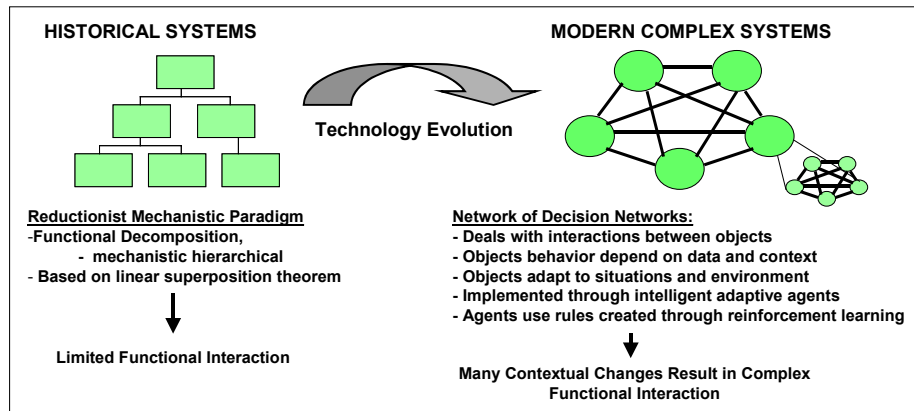 HISTORICAL SYSTEMS
Reductionist Mechanistic Paradigm
-Functional Decomposition,
- mechanistic hierarchical
- Based on linear superposition theorem
Limited Functional Interaction
Technology Evolution
MODERN COMPLEX SYSTEMS
Network of Decision Networks:
- Deals with interactions between objects
- Objects behavior depend on data and context
- Objects adapt to situations and environment
- Implemented through intelligent adaptive agents
- Agents use rules created through reinforcement learning
Many Contextual Changes Result in Complex
Functional Interaction